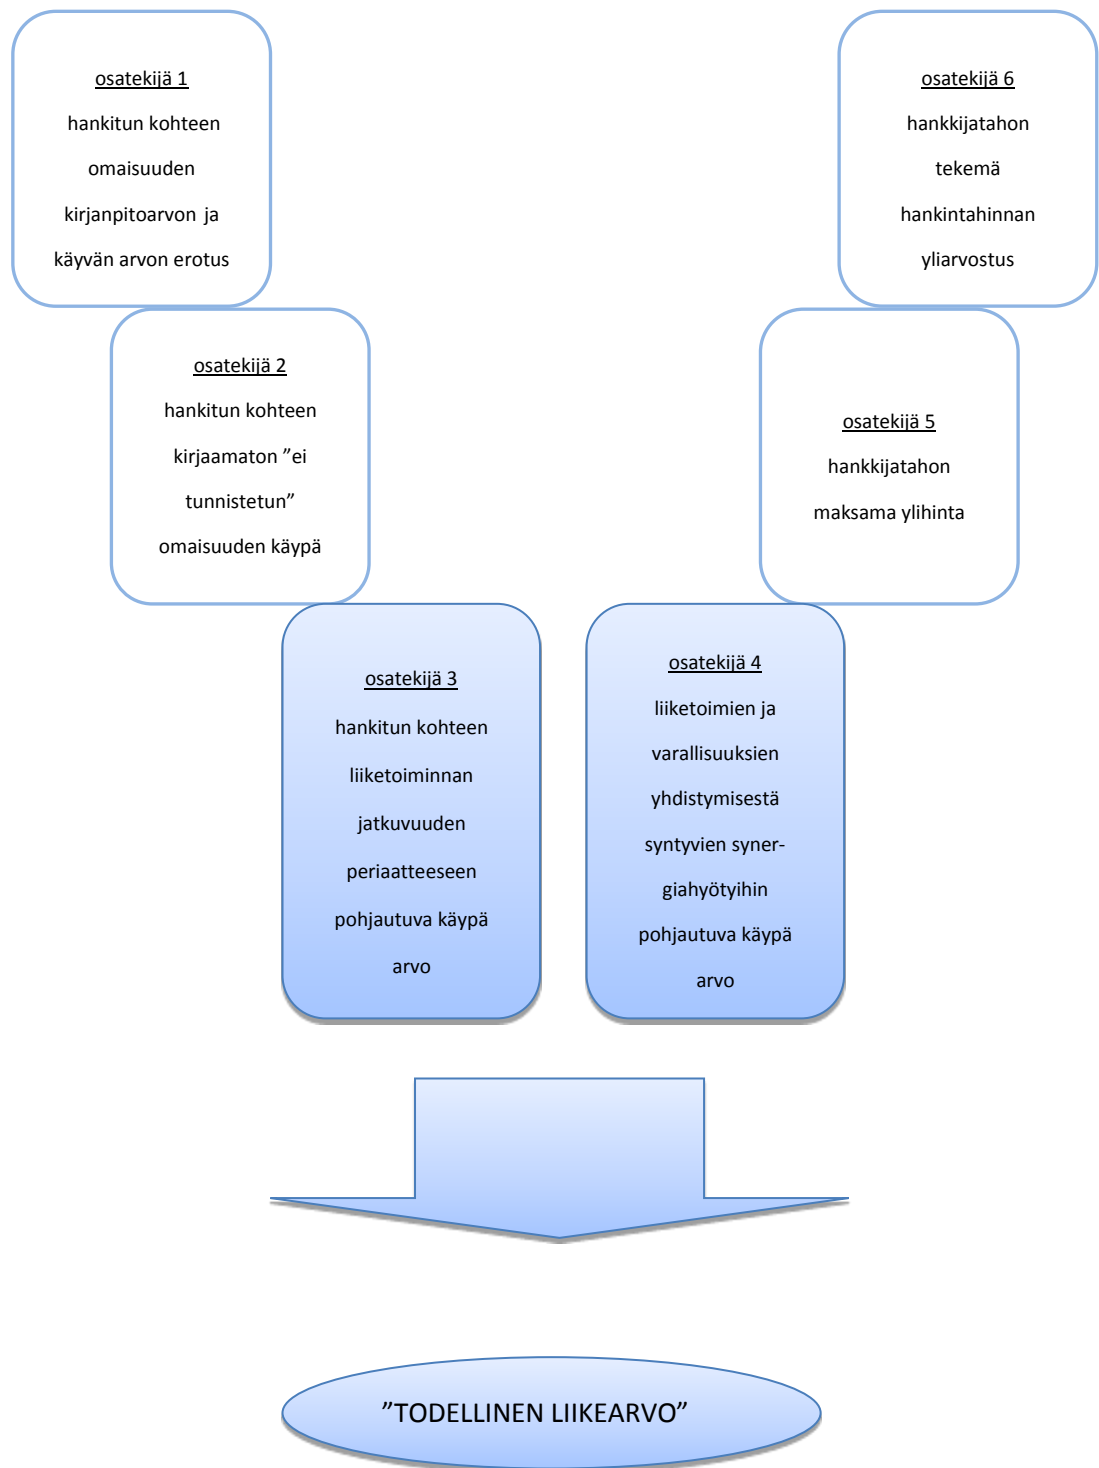 osatekijä 1
hankitun kohteen
omaisuuden
kirjanpitoarvon ja
käyvän arvon erotus
osatekijä 6
hankkijatahon
tekemä
hankintahinnan
yliarvostus
osatekijä 2
hankitun kohteen
kirjaamaton ”ei
tunnistetun”
omaisuuden käypä
osatekijä 5
hankkijatahon
maksama ylihinta
osatekijä 3
hankitun kohteen
liiketoiminnan
jatkuvuuden
periaatteeseen
pohjautuva käypä
arvo
osatekijä 4
liiketoimien ja
varallisuuksien
yhdistymisestä
syntyvien syner-
giahyötyihin
pohjautuva käypä
arvo
”TODELLINEN LIIKEARVO”